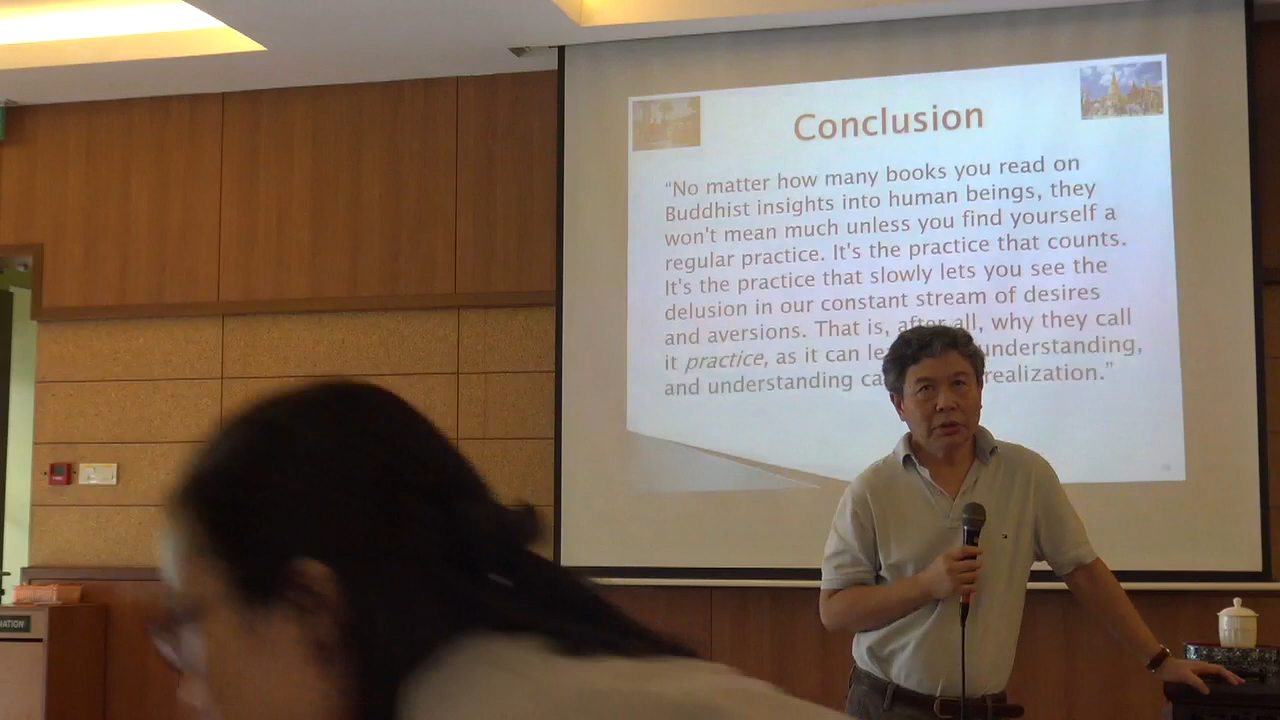 Conclusion
“No matter how many books you read on
Buddhist insights into human beings, they
won't mean much unless you find yourself a
regular practice. It's the practice that counts.
It's the practice that slowly lets you see the
delusion in our constant stream of desires
and aversions. That is, after all, why they call
it practice, as it can understanding,
and understanding realization.”